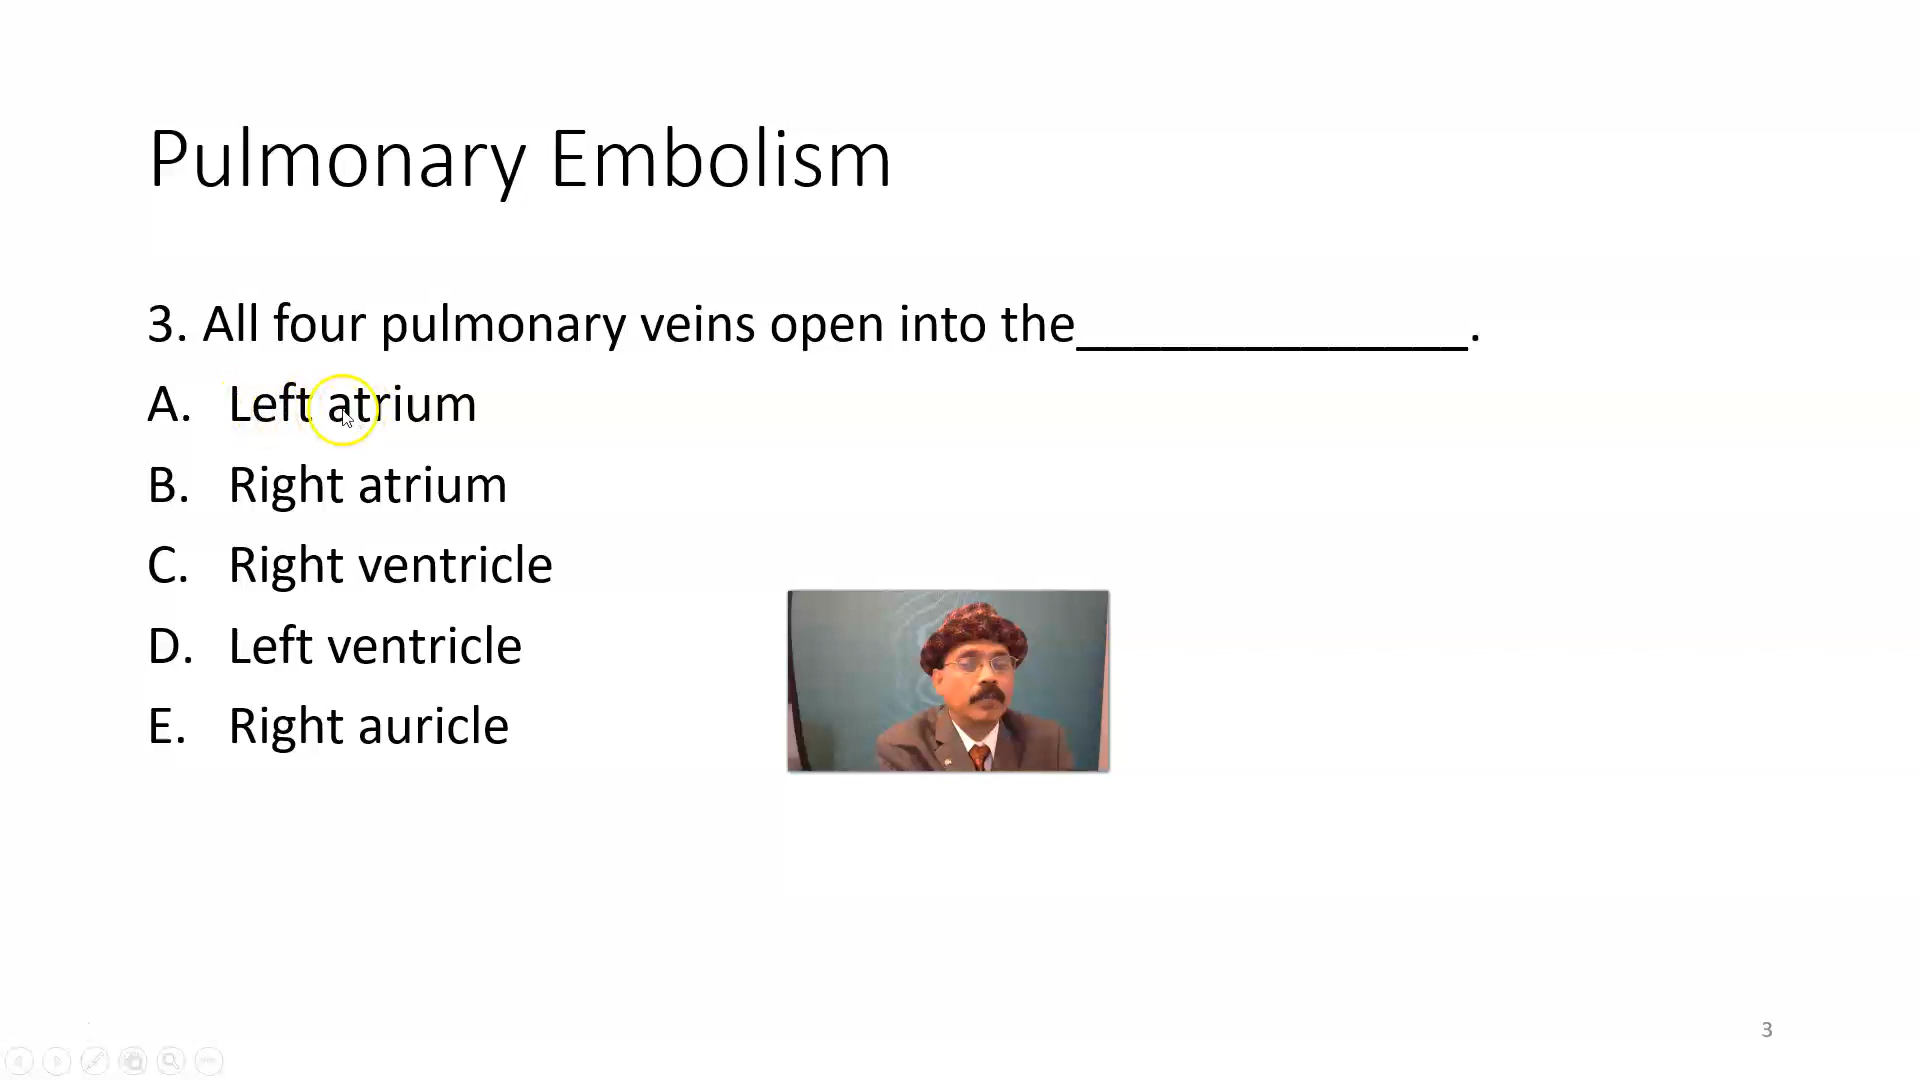 Pulmonary Embolism
3. All four pulmonary veins open into the______________.
A. Left atrium
B. Right atrium
C. Right ventricle
D. Left ventricle
E. Right auricle
3